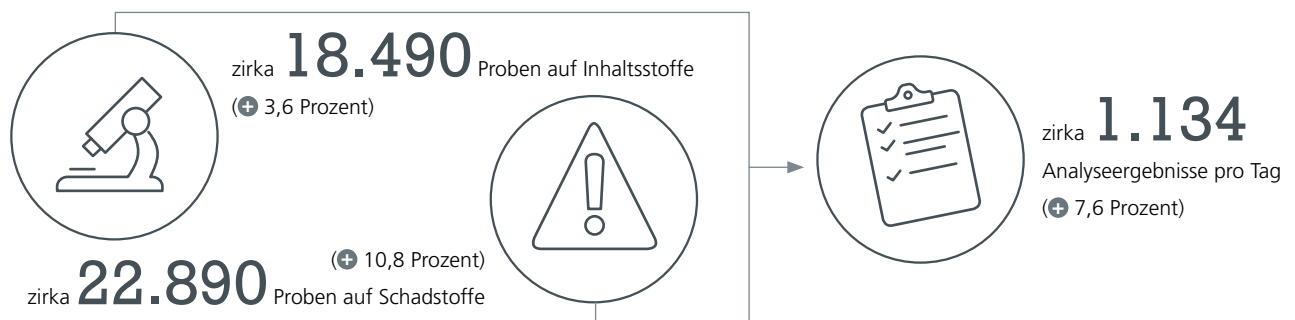 zirka 18.490 Proben auf Inhaltsstoffe
(+ 3,6 Prozent)
(+ 10,8 Prozent)
zirka 22.890 Proben auf Schadstoffe
zirka 1.134
Analyseergebnisse pro Tag
(+ 7,6 Prozent)